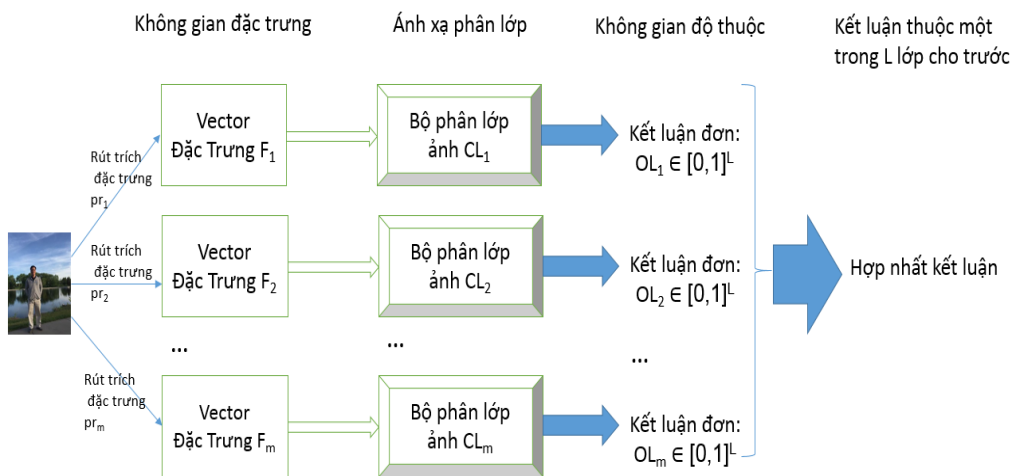 Không gian đặc trưng
Ánh xạ phân lớp
Không gian độ thuộc
Kết luận thuộc một
trong L lớp cho trước
Rút trích
đặc trưng
pr₁
Vector
Đặc Trưng F₁
Bộ phân lớp
ảnh CL₁
Kết luận đơn:
OL₁ ∈ [0,1]ᴸ
Rút trích
đặc trưng
pr₂
Vector
Đặc Trưng F₂
Bộ phân lớp
ảnh CL₂
Kết luận đơn:
OL₂ ∈ [0,1]ᴸ
Hợp nhất kết luận
...
...
...
Rút trích
đặc trưng
prₘ
Vector
Đặc Trưng Fₘ
Bộ phân lớp
ảnh CLₘ
Kết luận đơn:
OLₘ ∈ [0,1]ᴸ